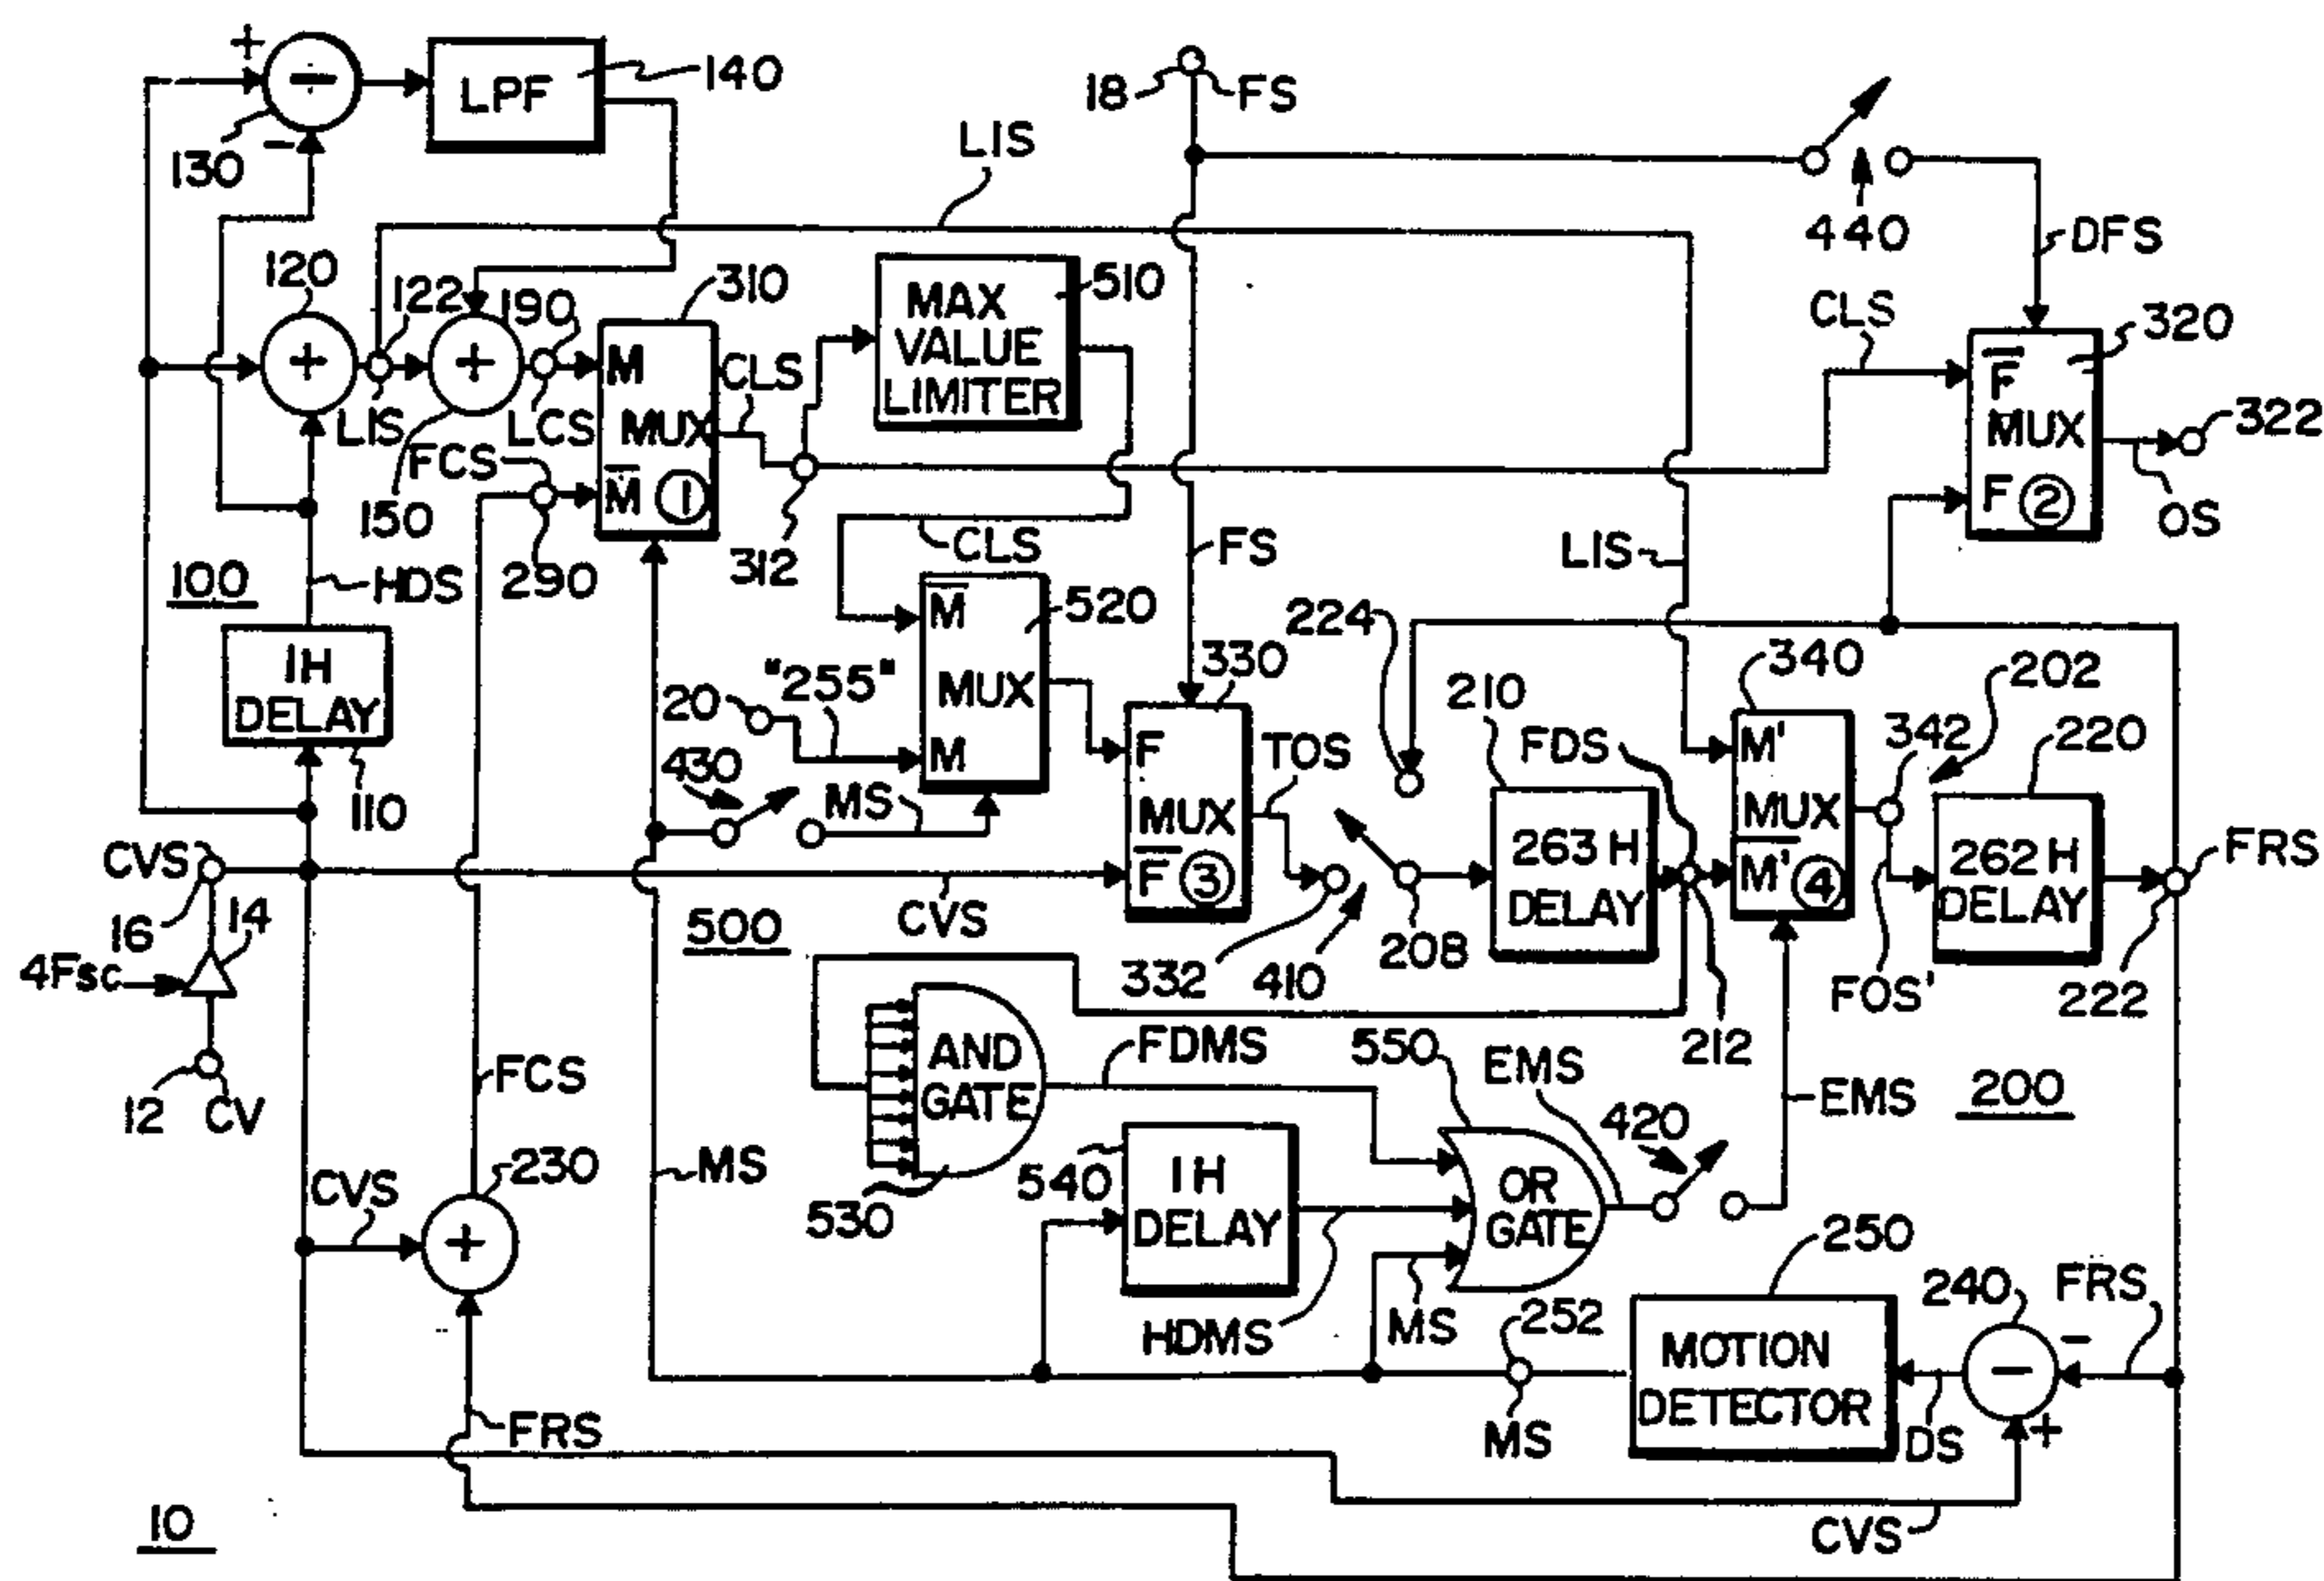 +
−
130
−
LPF
140
18
FS
LIS
440
DFS
120
+
122
LIS
190
+
150
LCS
FCS
290
310
M
MUX
M̅ ①
CLS
312
MAX
VALUE
LIMITER
510
CLS
320
F̅
MUX
F ②
322
OS
100
HDS
1H
DELAY
110
CLS
M̅
MUX
M
520
20
"255"
430
MS
FS
330
F
MUX
F̅ ③
TOS
LIS
224
210
FDS
263 H
DELAY
340
M'
MUX
M̅'̅ ④
342
202
220
262 H
DELAY
FRS
222
CVS
16
14
4Fsc
12
CV
CVS
500
332
410
208
212
FOS'
200
FCS
AND
GATE
530
FDMS
550
EMS
420
EMS
MS
540
1H
DELAY
OR
GATE
HDMS
MS
252
MS
250
MOTION
DETECTOR
240
−
−
FRS
DS
+
CVS
230
+
FRS
CVS
10